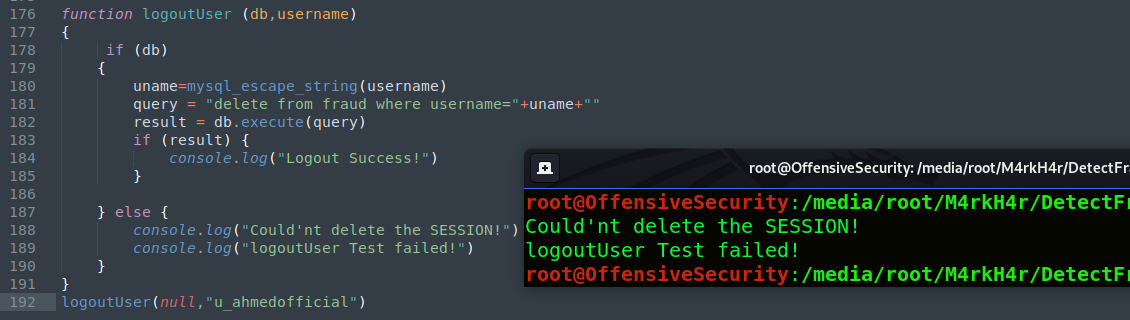 176 function logoutUser (db,username)
177 {
178 if (db)
179 {
180 uname=mysql_escape_string(username)
181 query = "delete from fraud where username="+uname+""
182 result = db.execute(query)
183 if (result) {
184 console.log("Logout Success!")
185 }
186
187 } else {
188 console.log("Could'nt delete the SESSION!")
189 console.log("logoutUser Test failed!")
190 }
191 }
192 logoutUser(null,"u_ahmedofficial")
root@OffensiveSecurity: /media/root/M4rkH4r/DetectFra
root@OffensiveSecurity:/media/root/M4rkH4r/DetectFr
Could'nt delete the SESSION!
logoutUser Test failed!
root@OffensiveSecurity:/media/root/M4rkH4r/DetectFr